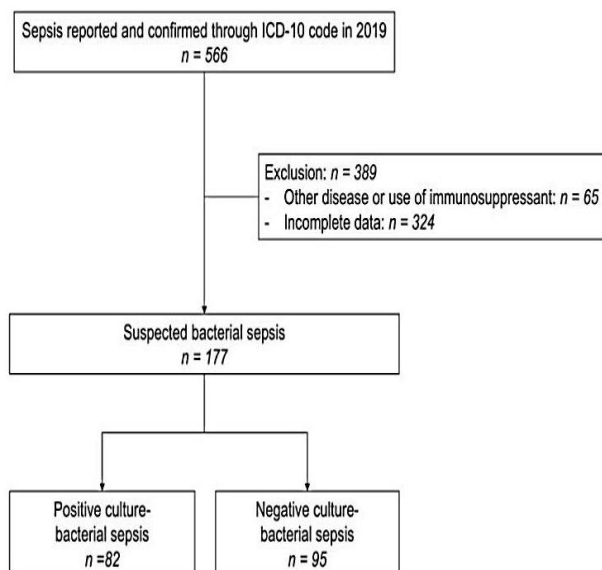 Sepsis reported and confirmed through ICD-10 code in 2019
n = 566
Exclusion: n = 389
- Other disease or use of immunosuppressant: n = 65
- Incomplete data: n = 324
Suspected bacterial sepsis
n = 177
Positive culture-
bacterial sepsis
n =82
Negative culture-
bacterial sepsis
n = 95